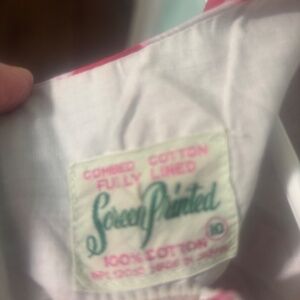 COMBED COTTON
FULLY LINED
Screen Printed
10
100% COTTON